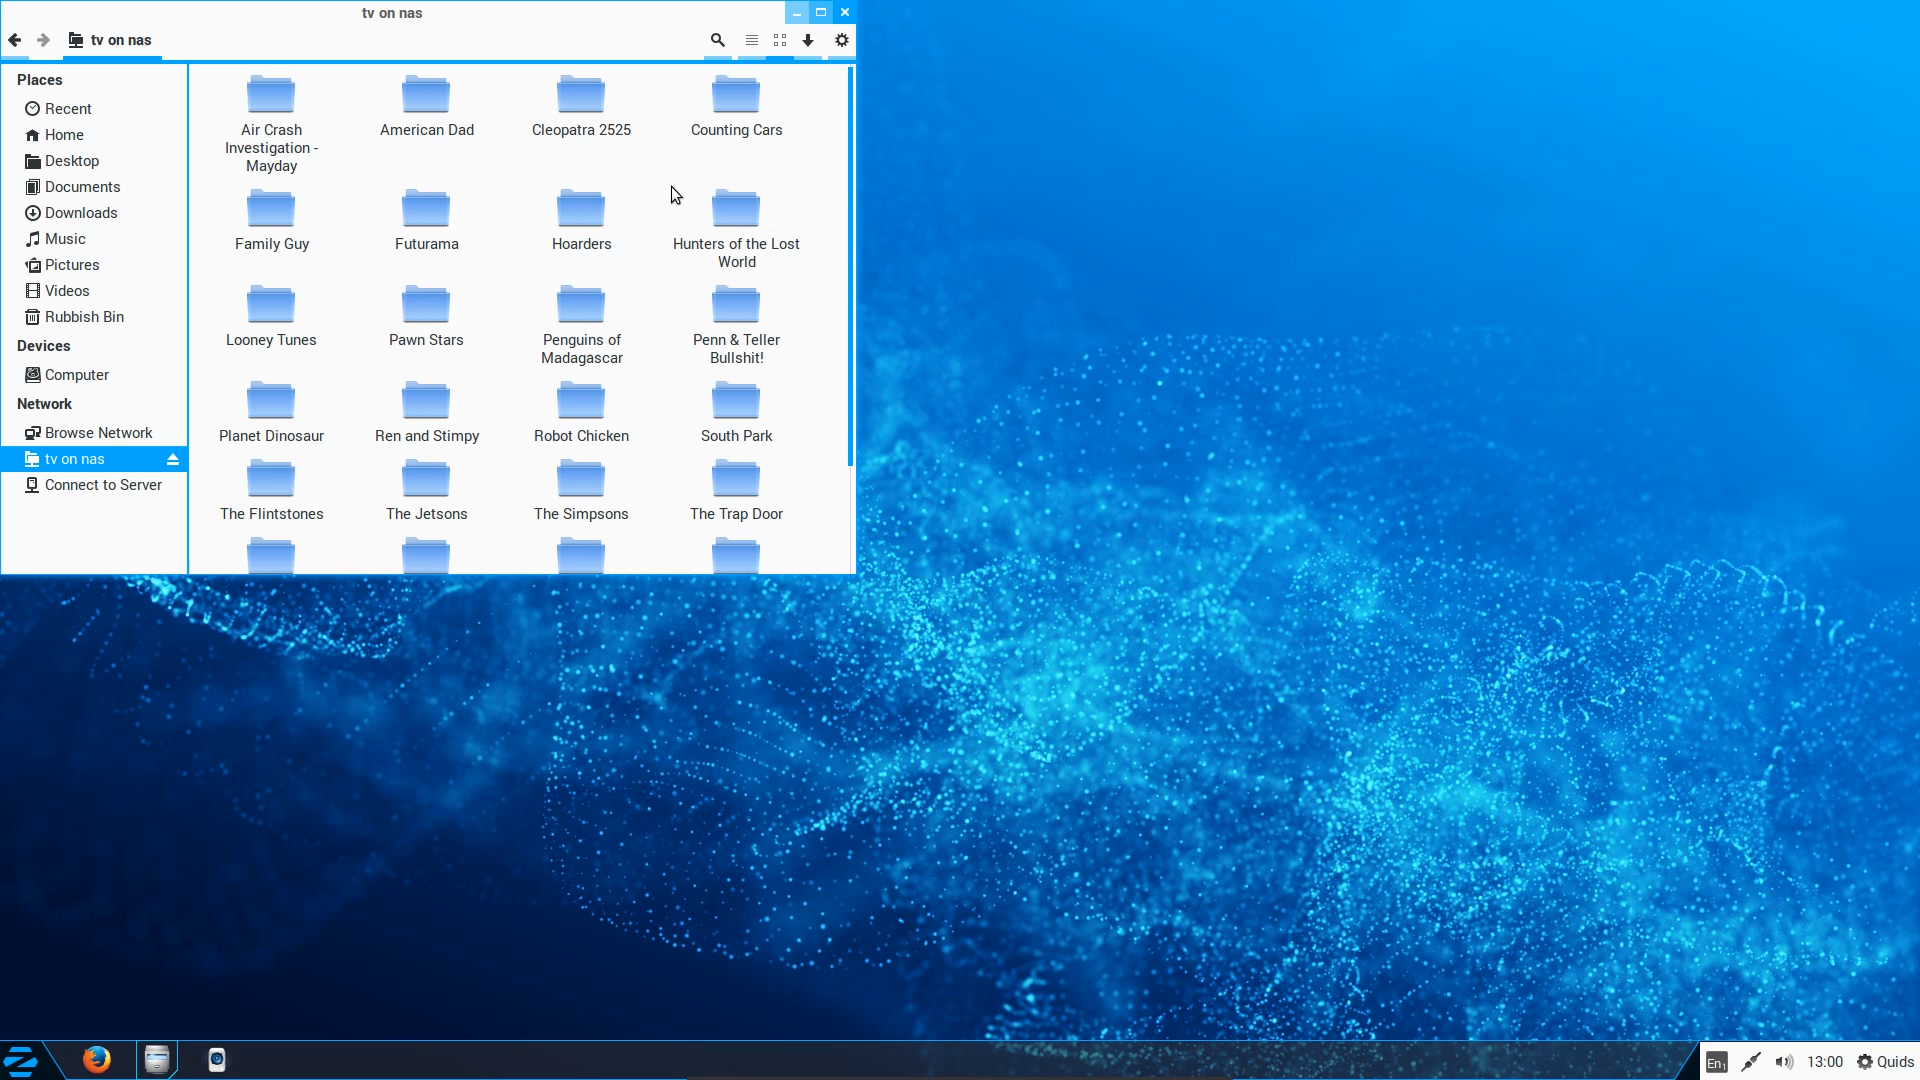 tv on nas
tv on nas
Places
Recent
Home
Desktop
Documents
Downloads
Music
Pictures
Videos
Rubbish Bin
Devices
Computer
Network
Browse Network
tv on nas
Connect to Server
Air Crash
Investigation -
Mayday
American Dad
Cleopatra 2525
Counting Cars
Family Guy
Futurama
Hoarders
Hunters of the Lost
World
Looney Tunes
Pawn Stars
Penguins of
Madagascar
Penn & Teller
Bullshit!
Planet Dinosaur
Ren and Stimpy
Robot Chicken
South Park
The Flintstones
The Jetsons
The Simpsons
The Trap Door
En1
13:00
Quids